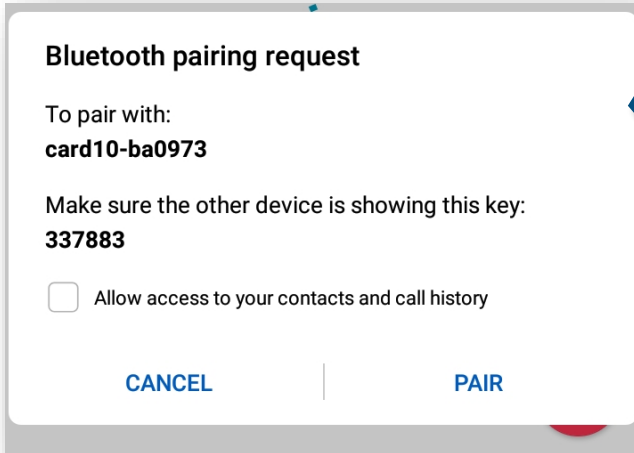 Bluetooth pairing request
To pair with:
card10-ba0973
Make sure the other device is showing this key:
337883
Allow access to your contacts and call history
CANCEL
PAIR